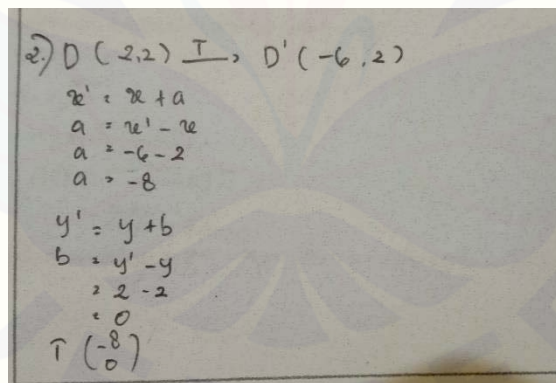 2.) D (2,2) T→ D' (-6,2)
x' = x + a
a = x' - x
a = -6 - 2
a = -8
y' = y + b
b = y' - y
= 2 - 2
= 0
T (-8
0)